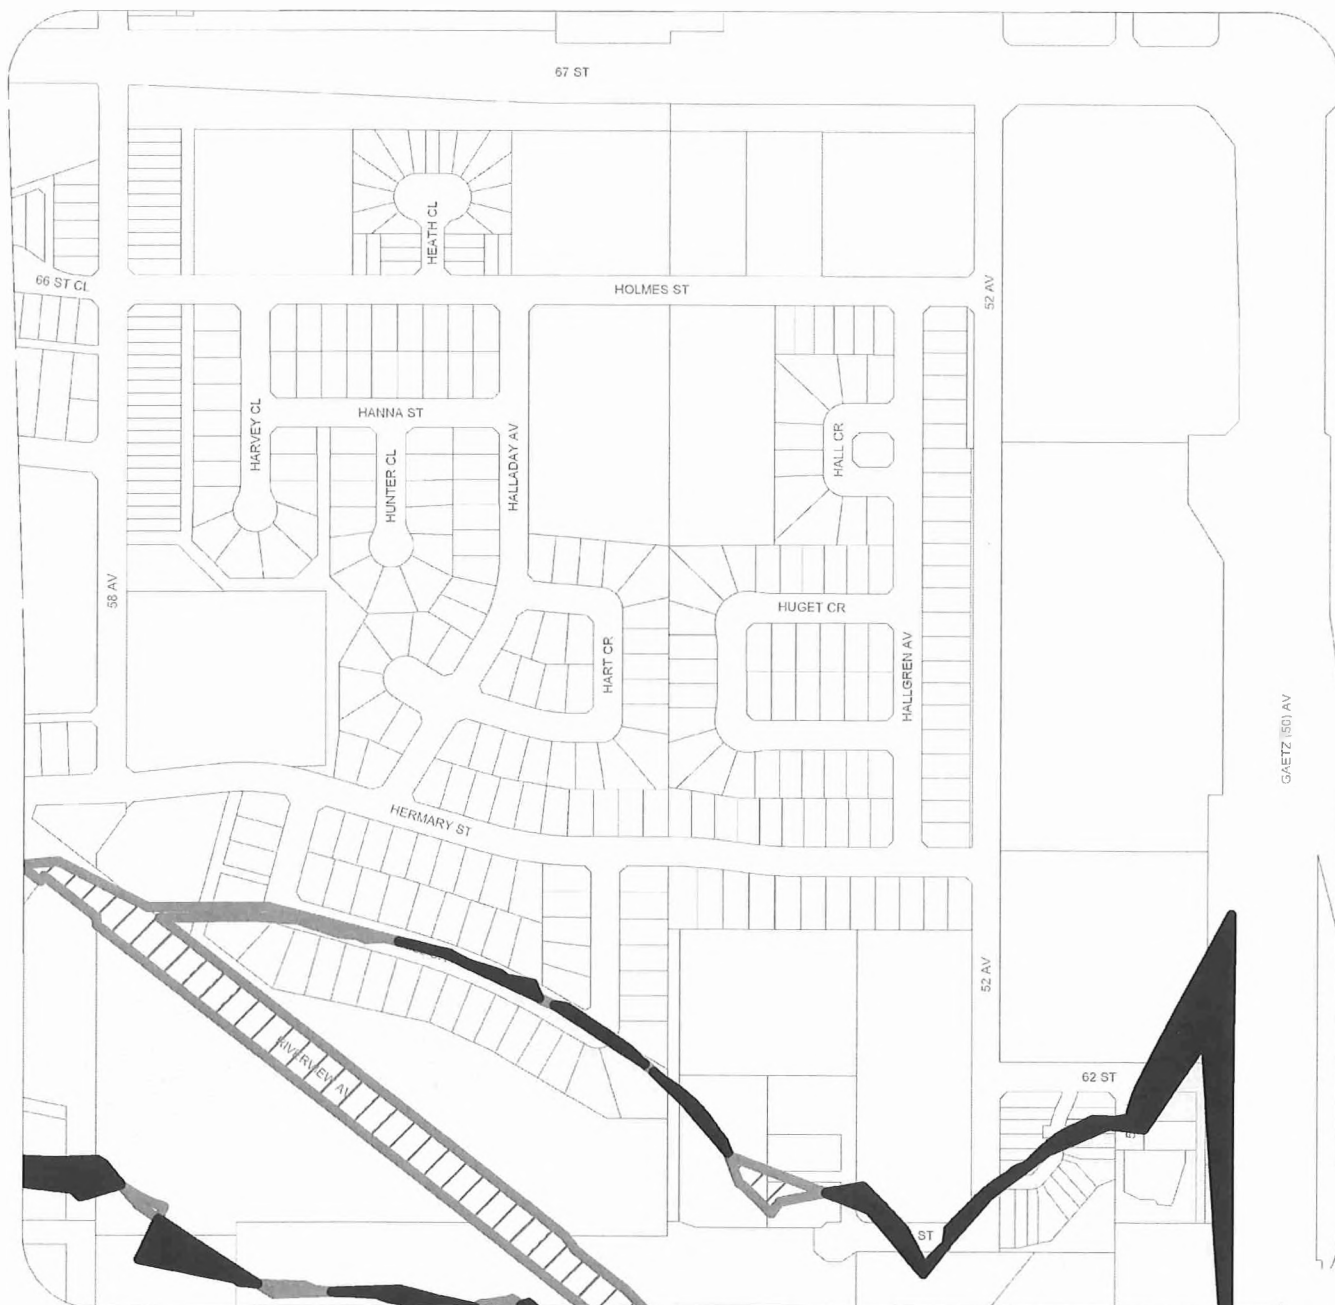 67 ST
HEATH CL
66 ST CL
HOLMES ST
52 AV
HARVEY CL
HANNA ST
HUNTER CL
HALLADAY AV
HALL CR
58 AV
HUGET CR
HART CR
HALLGREN AV
GAETZ (50) AV
HERMARY ST
52 AV
RIVERVIEW AV
62 ST
ST